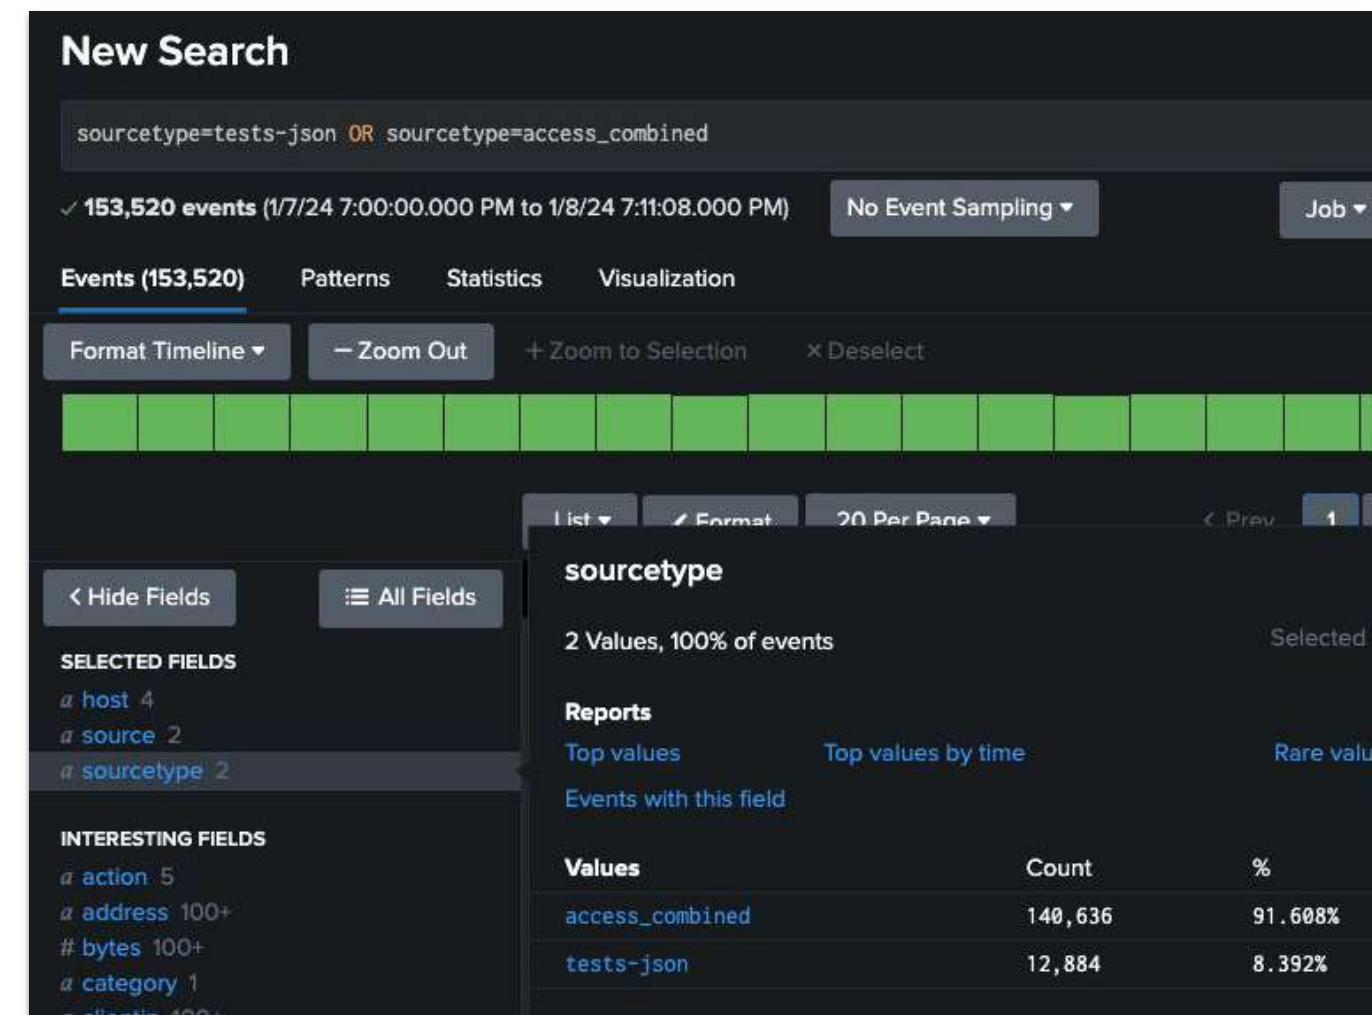 New Search
sourcetype=tests-json OR sourcetype=access_combined
✓ 153,520 events (1/7/24 7:00:00.000 PM to 1/8/24 7:11:08.000 PM) No Event Sampling ▾ Job ▾
Events (153,520) Patterns Statistics Visualization
Format Timeline ▾ — Zoom Out + Zoom to Selection × Deselect
List ▾ Format 20 Per Page ▾ < Prev 1
sourcetype
< Hide Fields All Fields
2 Values, 100% of events Selected
SELECTED FIELDS
a host 4
Reports
a source 2
Top values Top values by time Rare valu
a sourcetype 2
Events with this field
INTERESTING FIELDS
Values Count %
a action 5
a address 100+
access_combined 140,636 91.608%
# bytes 100+
tests-json 12,884 8.392%
a category 1